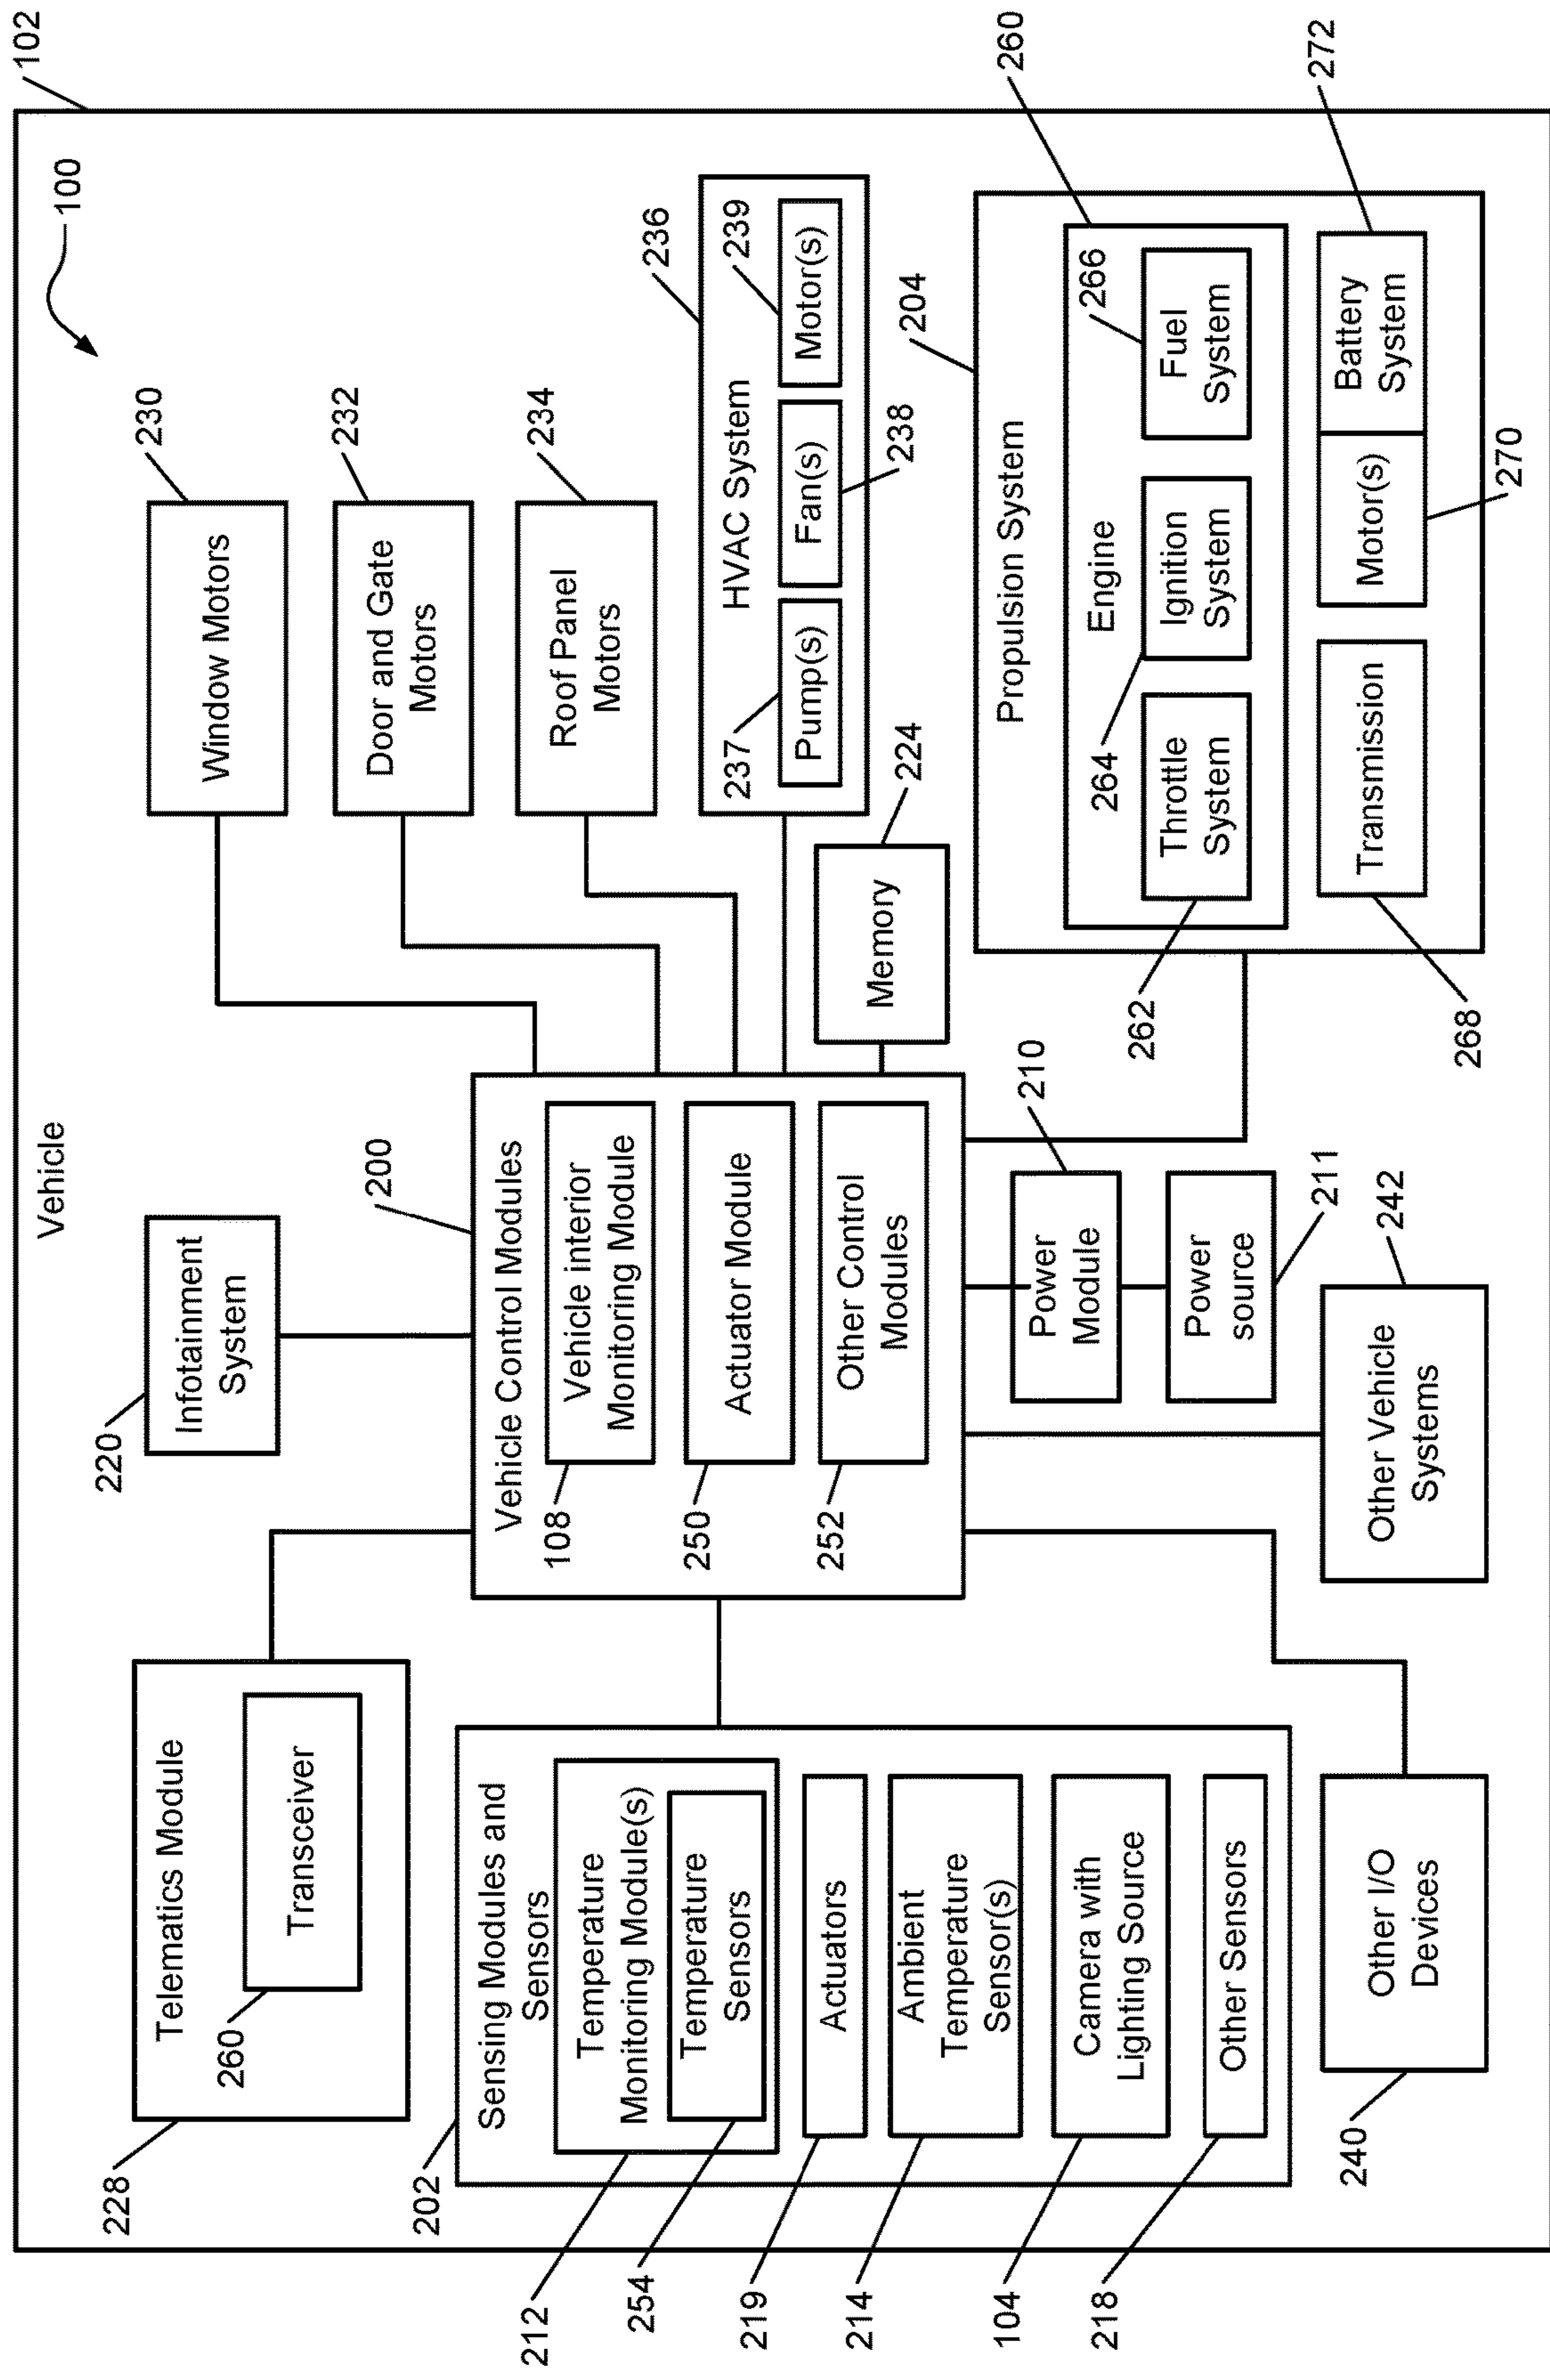 Vehicle
102
100
228
Telematics Module
Transceiver
260
220
Infotainment
System
200
Vehicle Control Modules
Vehicle interior
Monitoring Module
108
Actuator Module
250
Other Control
Modules
252
230
Window Motors
232
Door and Gate
Motors
234
Roof Panel
Motors
236
HVAC System
237
Pump(s)
Fan(s)
238
239
Motor(s)
224
Memory
202
Sensing Modules and
Sensors
Temperature
Monitoring Module(s)
Temperature
Sensors
212
254
Actuators
219
Ambient
Temperature
Sensor(s)
214
Camera with
Lighting Source
104
Other Sensors
218
210
Power
Module
Power
source
211
242
Other Vehicle
Systems
Other I/O
Devices
240
204
Propulsion System
260
Engine
262
Throttle
System
264
Ignition
System
266
Fuel
System
Transmission
268
Motor(s)
270
Battery
System
272